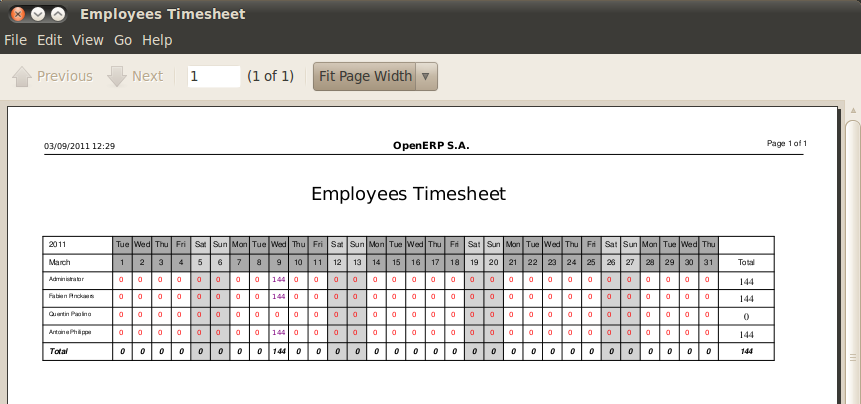 Employees Timesheet
File Edit View Go Help
Previous Next 1 (1 of 1) Fit Page Width
03/09/2011 12:29 OpenERP S.A. Page 1 of 1
Employees Timesheet
2011 Tue Wed Thu Fri Sat Sun Mon Tue Wed Thu Fri Sat Sun Mon Tue Wed Thu Fri Sat Sun Mon Tue Wed Thu Fri Sat Sun Mon Tue Wed Thu
March 1 2 3 4 5 6 7 8 9 10 11 12 13 14 15 16 17 18 19 20 21 22 23 24 25 26 27 28 29 30 31 Total
Administrator 0 0 0 0 0 0 0 0 144 0 0 0 0 0 0 0 0 0 0 0 0 0 0 0 0 0 0 0 0 0 0 144
Fabien Pinckaers 0 0 0 0 0 0 0 0 144 0 0 0 0 0 0 0 0 0 0 0 0 0 0 0 0 0 0 0 0 0 0 144
Quentin Paolino 0 0 0 0 0 0 0 0 0 0 0 0 0 0 0 0 0 0 0 0 0 0 0 0 0 0 0 0 0 0 0 0
Antoine Philippe 0 0 0 0 0 0 0 0 144 0 0 0 0 0 0 0 0 0 0 0 0 0 0 0 0 0 0 0 0 0 0 144
Total 0 0 0 0 0 0 0 0 144 0 0 0 0 0 0 0 0 0 0 0 0 0 0 0 0 0 0 0 0 0 0 144